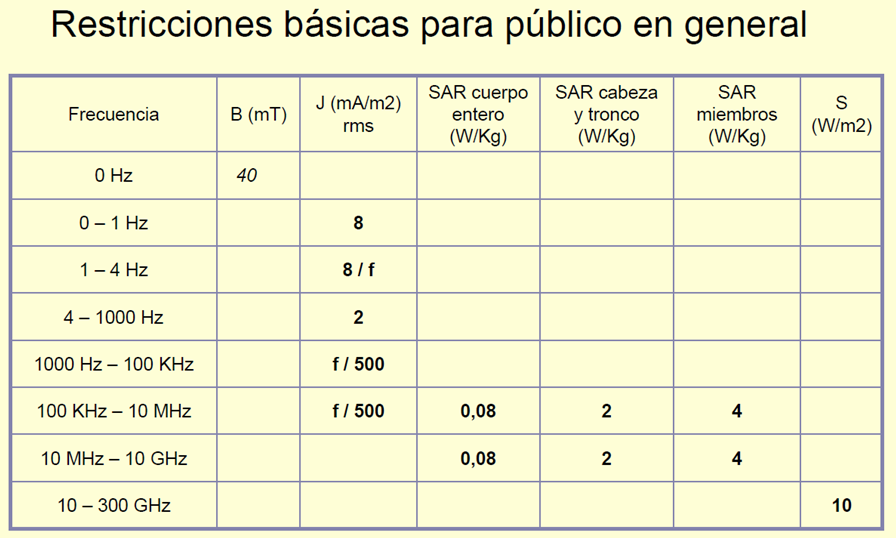 Restricciones básicas para público en general
Frecuencia
B (mT)
J (mA/m2)
rms
SAR cuerpo
entero
(W/Kg)
SAR cabeza
y tronco
(W/Kg)
SAR
miembros
(W/Kg)
S
(W/m2)
0 Hz 40
0 – 1 Hz 8
1 – 4 Hz 8 / f
4 – 1000 Hz 2
1000 Hz – 100 KHz f / 500
100 KHz – 10 MHz f / 500 0,08 2 4
10 MHz – 10 GHz 0,08 2 4
10 – 300 GHz 10